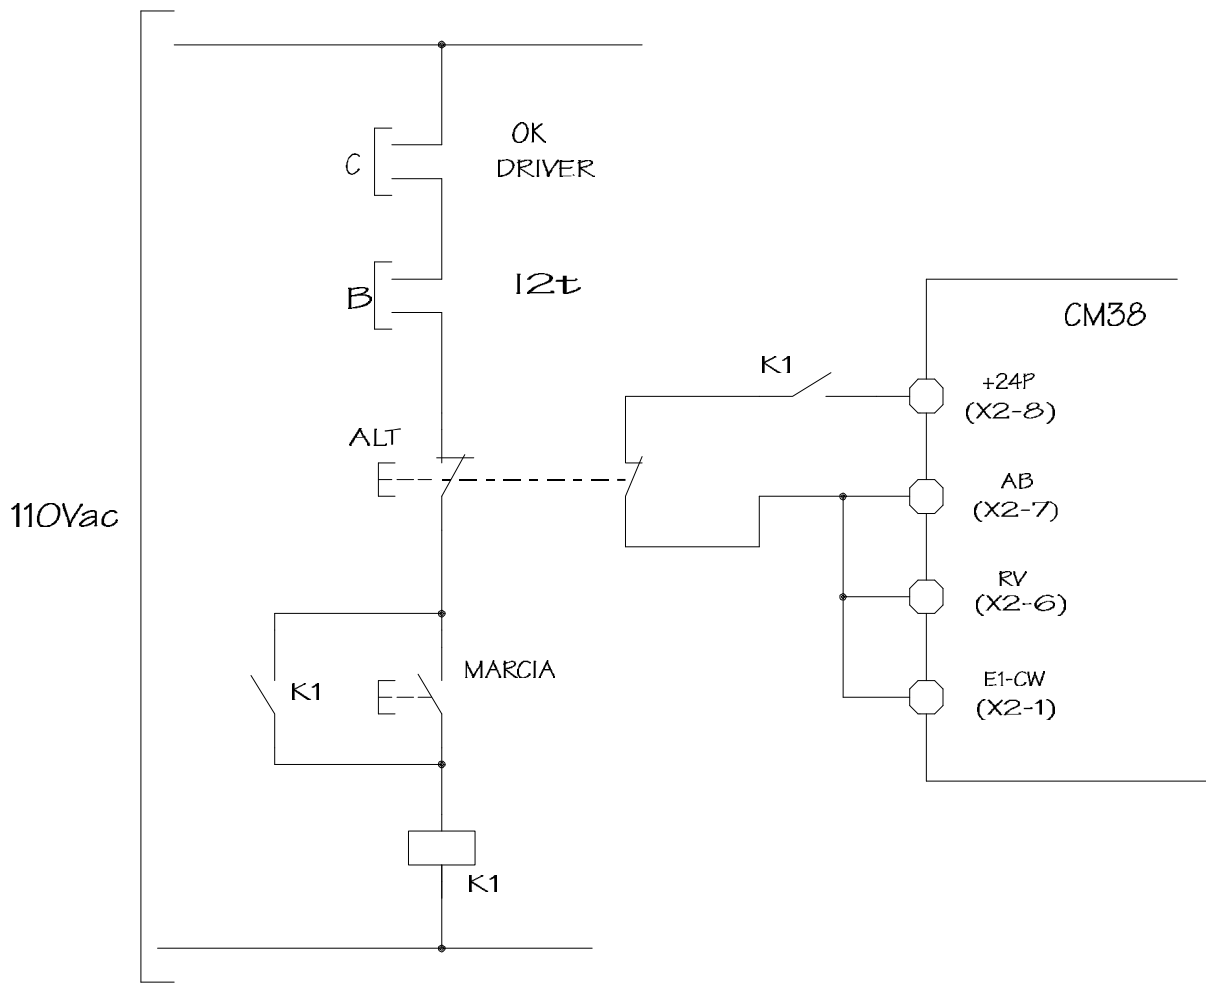 OK
DRIVER
C
12t
B
CM38
K1
+24P
(X2-8)
ALT
AB
(X2-7)
110Vac
RV
(X2-6)
MARCIA
K1
E1-CW
(X2-1)
K1